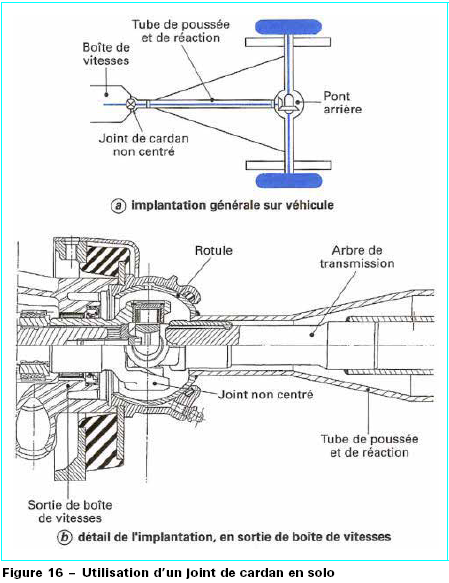 Tube de poussée
et de réaction
Boîte de
vitesses
Pont
arrière
Joint de cardan
non centré
a implantation générale sur véhicule
Rotule
Arbre de
transmission
Joint non centré
Tube de poussée
et de réaction
Sortie de boîte
de vitesses
b détail de l'implantation, en sortie de boîte de vitesses
Figure 16 – Utilisation d'un joint de cardan en solo